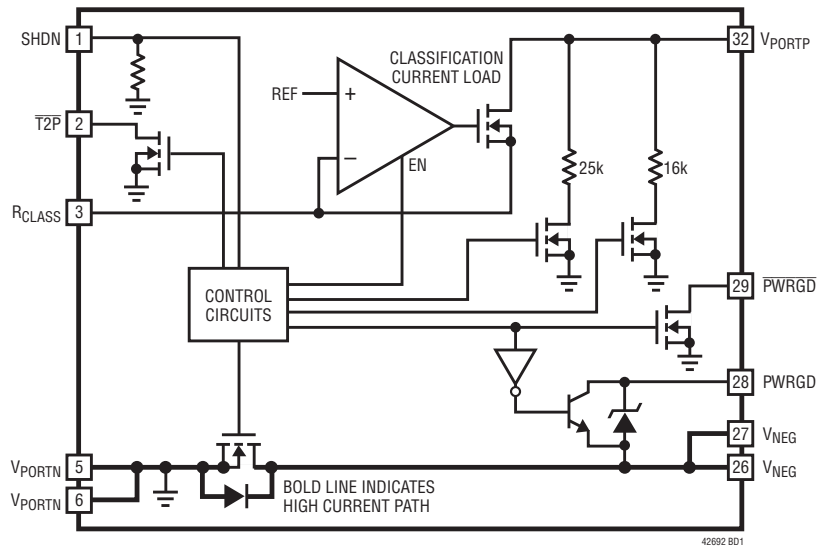 SHDN 1
T2P 2
RCLASS 3
VPORTN 5
VPORTN 6
REF
+
−
EN
CLASSIFICATION
CURRENT LOAD
25k
16k
CONTROL
CIRCUITS
BOLD LINE INDICATES
HIGH CURRENT PATH
32 VPORTP
29 PWRGD
28 PWRGD
27 VNEG
26 VNEG
42692 BD1